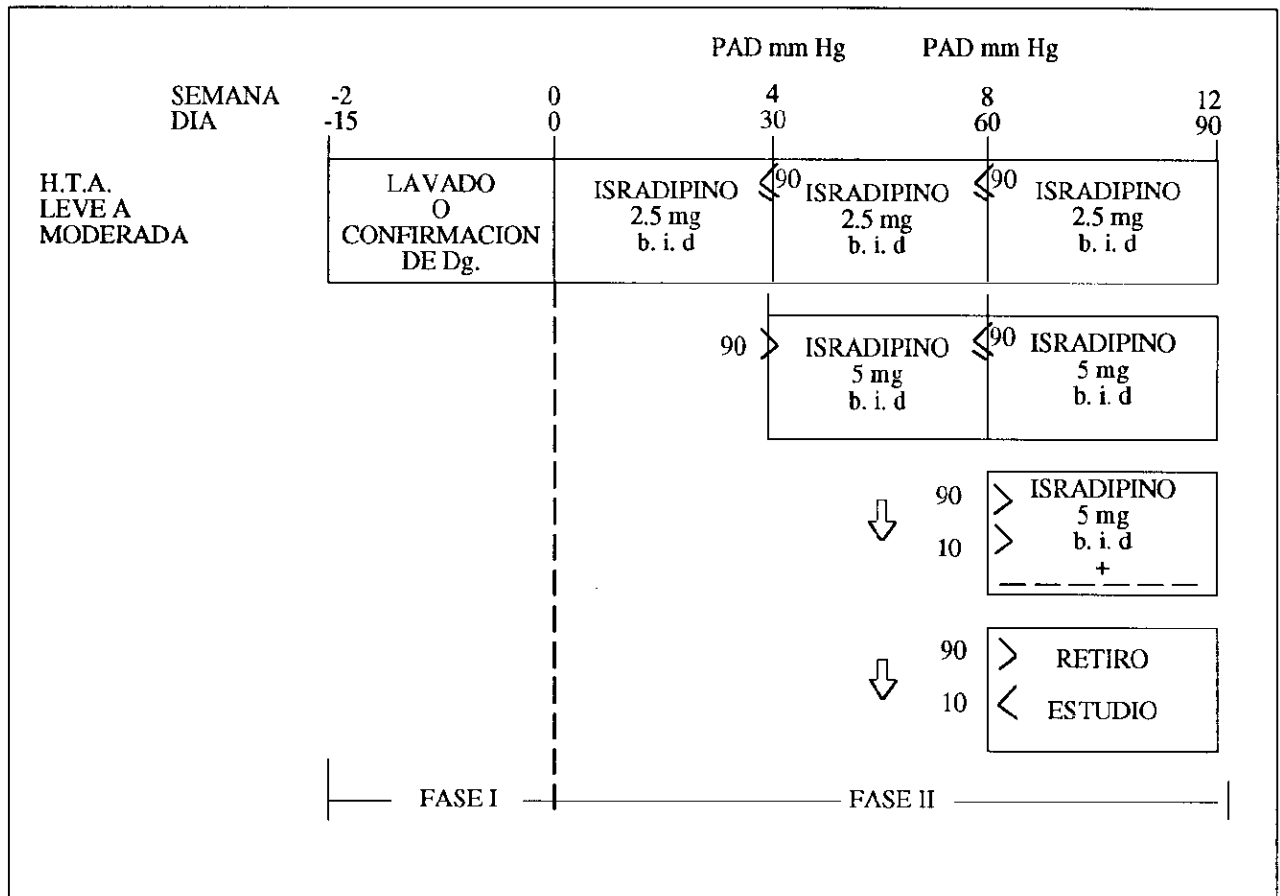 PAD mm Hg PAD mm Hg
SEMANA -2 0 4 8 12
DIA -15 0 30 60 90
H.T.A.
LEVE A
MODERADA
LAVADO
O
CONFIRMACION
DE Dg.
ISRADIPINO
2.5 mg
b. i. d
≤90
ISRADIPINO
2.5 mg
b. i. d
≤90
ISRADIPINO
2.5 mg
b. i. d
90 >
ISRADIPINO
5 mg
b. i. d
≤90
ISRADIPINO
5 mg
b. i. d
90 >
10 >
ISRADIPINO
5 mg
b. i. d
+
90 > RETIRO
10 < ESTUDIO
FASE I FASE II